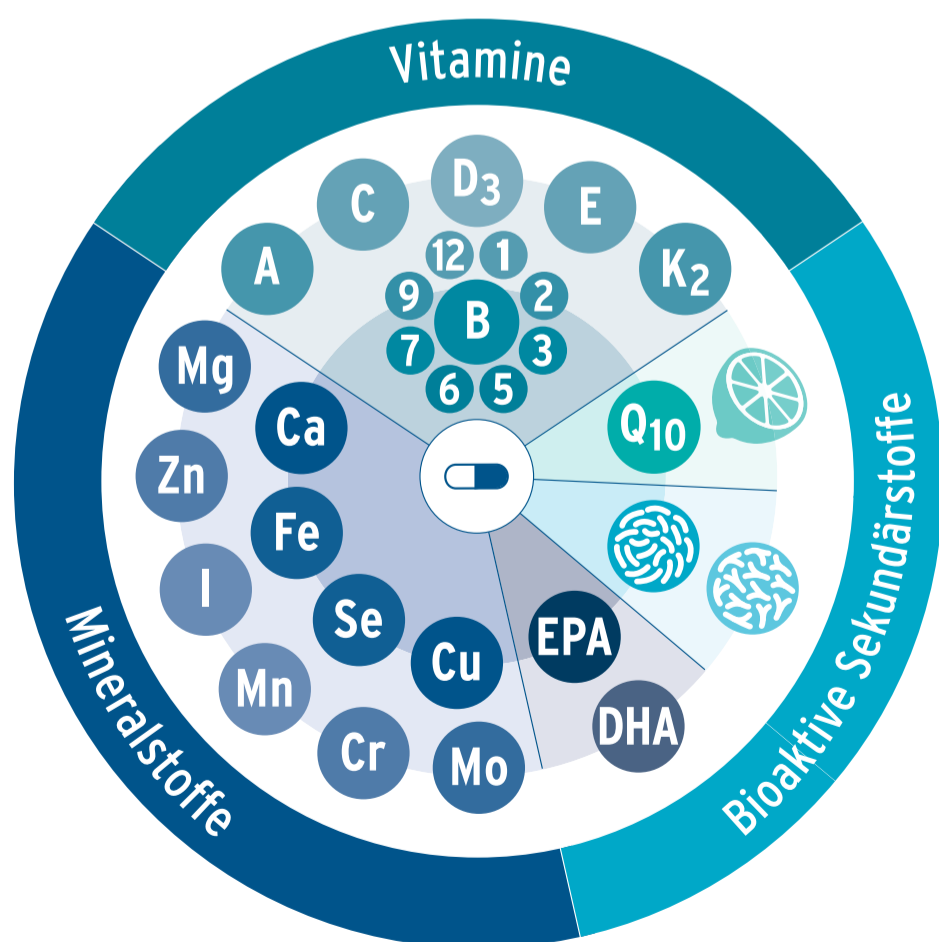 Vitamine
A
C
D3
E
K2
B
12
1
2
3
5
6
7
9
Mineralstoffe
Mg
Ca
Zn
Fe
I
Se
Mn
Cu
Cr
Mo
Bioaktive Sekundärstoffe
Q10
EPA
DHA